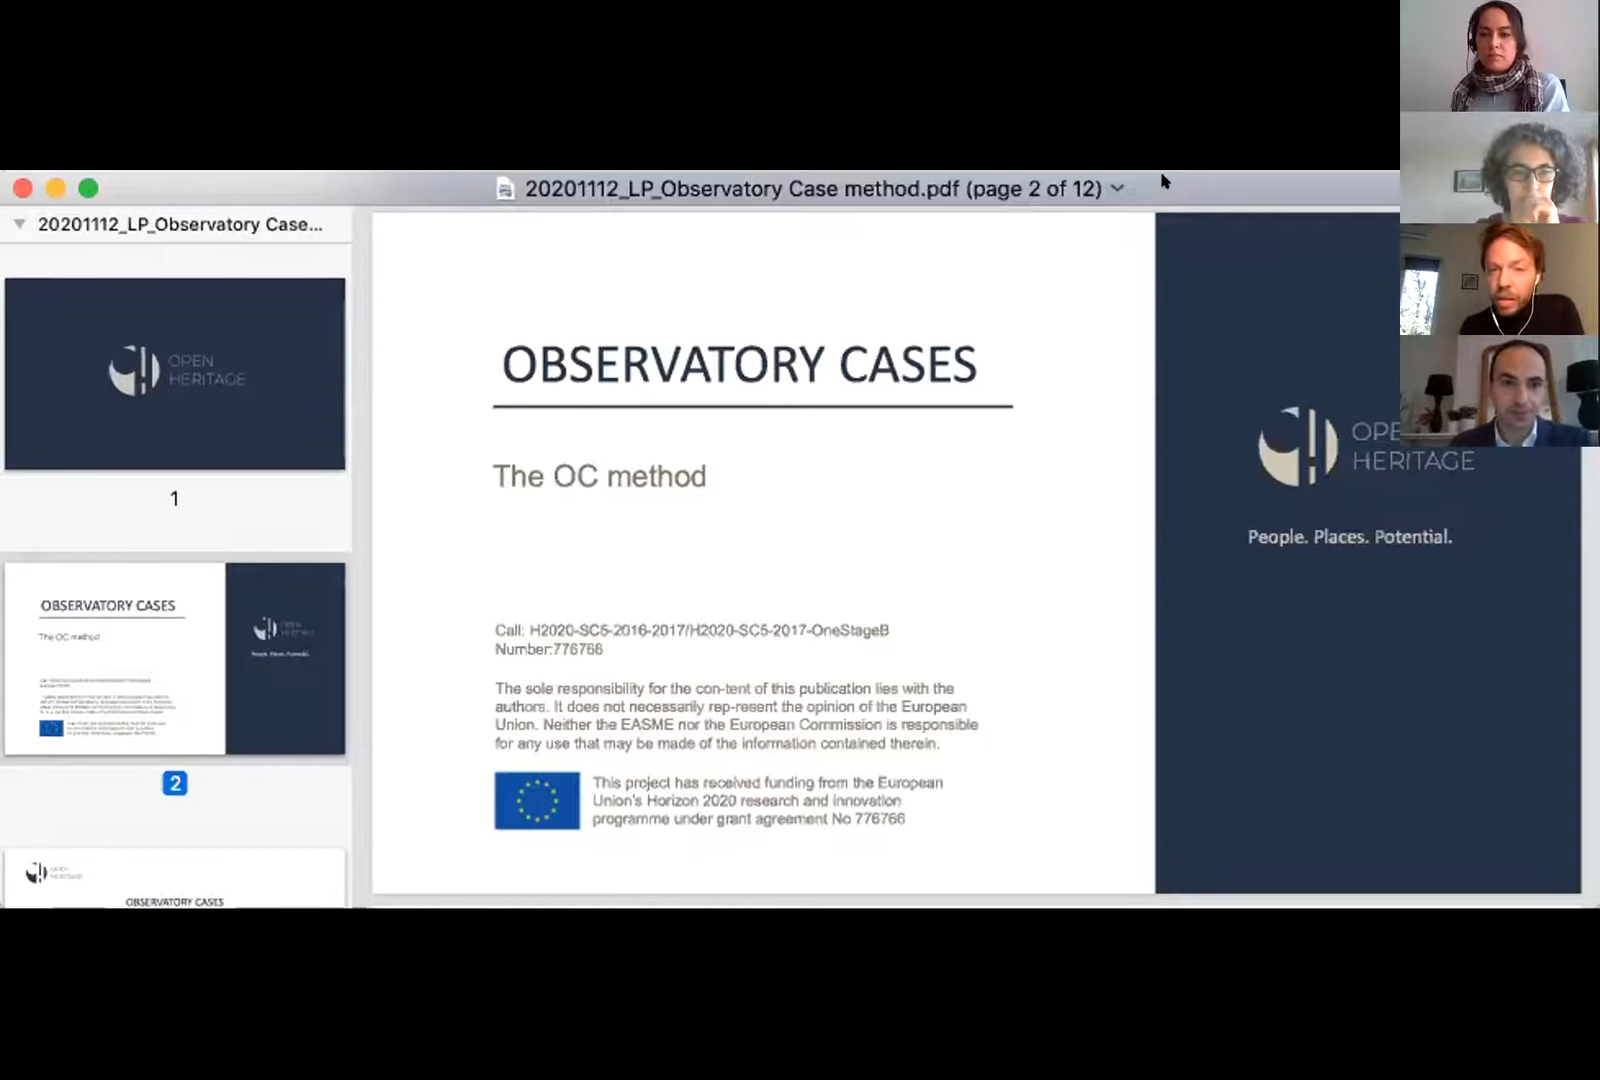 20201112_LP_Observatory Case method.pdf (page 2 of 12)
20201112_LP_Observatory Case...
OPEN
HERITAGE
1
OBSERVATORY CASES
The OC method
People. Places. Potential.
2
OPEN
HERITAGE
OBSERVATORY CASES
OBSERVATORY CASES
The OC method
Call: H2020-SC5-2016-2017/H2020-SC5-2017-OneStageB
Number:776766
The sole responsibility for the con-tent of this publication lies with the
authors. It does not necessarily rep-resent the opinion of the European
Union. Neither the EASME nor the European Commission is responsible
for any use that may be made of the information contained therein.
This project has received funding from the European
Union's Horizon 2020 research and innovation
programme under grant agreement No 776766
OPE
HERITAGE
People. Places. Potential.